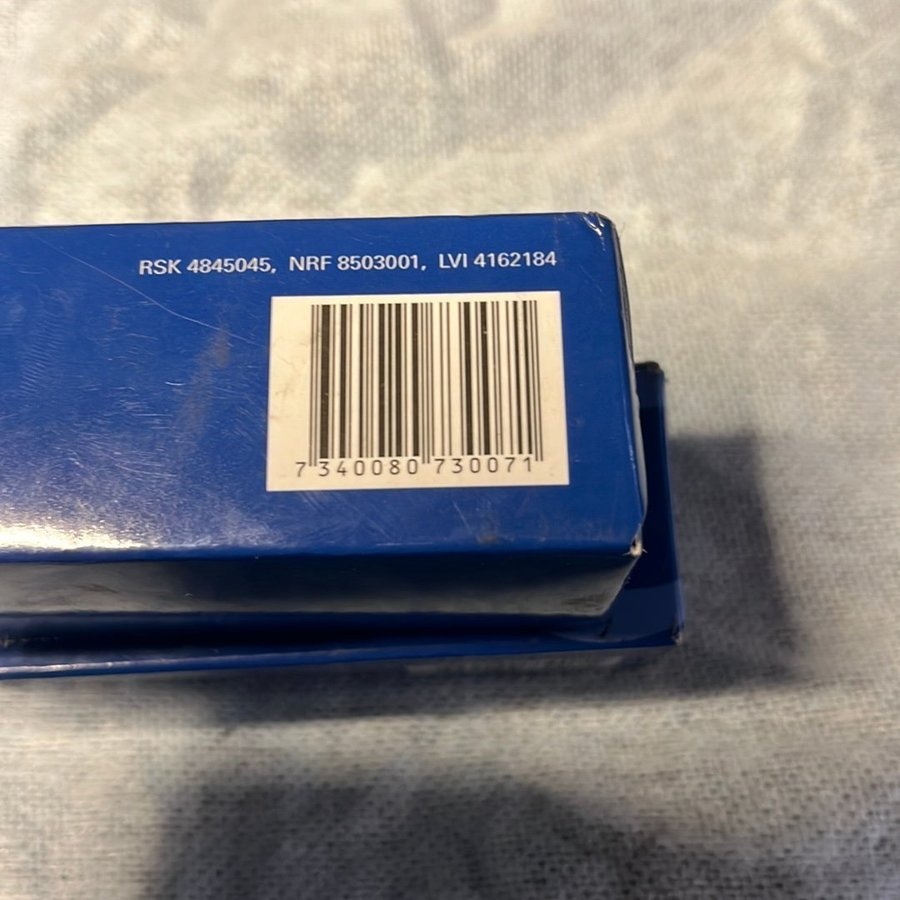 RSK 4845045, NRF 8503001, LVI 4162184
7 340080 730071